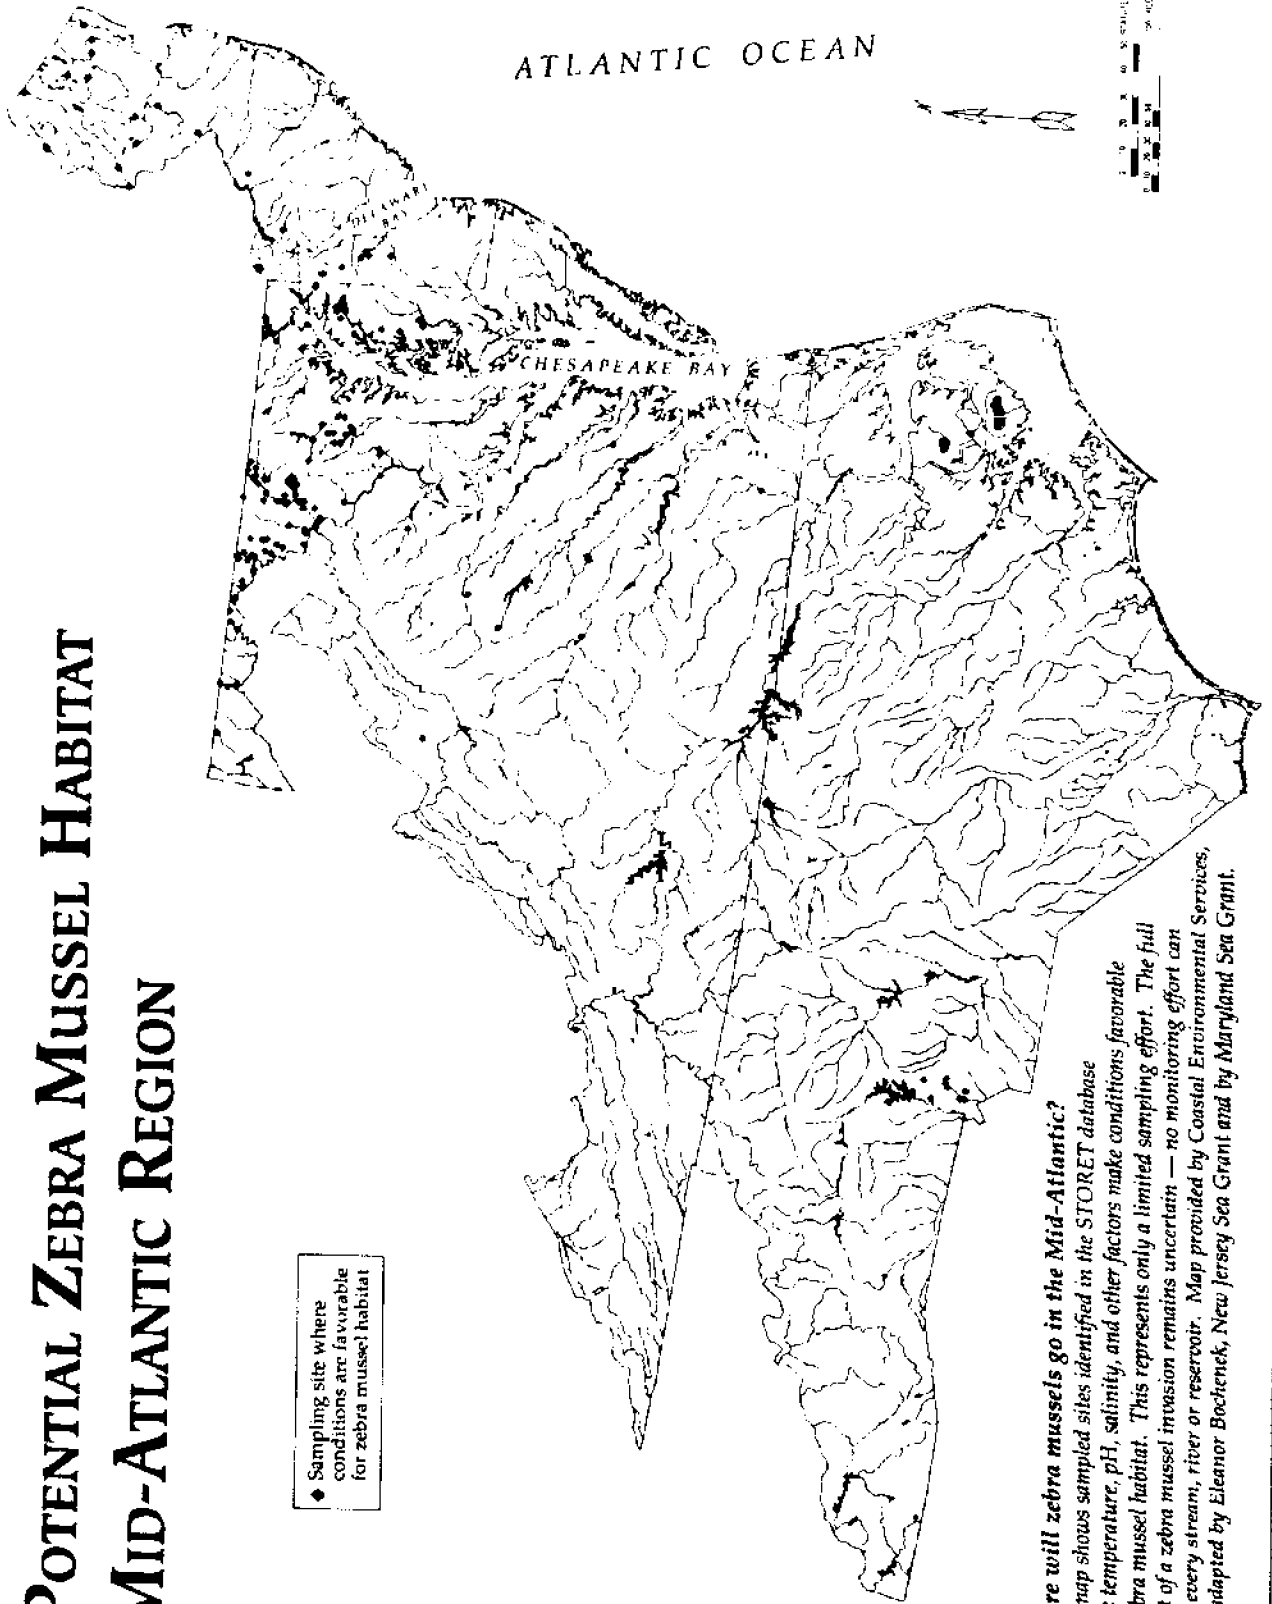 POTENTIAL ZEBRA MUSSEL HABITAT
MID-ATLANTIC REGION
◆ Sampling site where
conditions are favorable
for zebra mussel habitat
ATLANTIC OCEAN
DELAWARE
BAY
CHESAPEAKE BAY
re will zebra mussels go in the Mid-Atlantic?
map shows sampled sites identified in the STORET database
temperature, pH, salinity, and other factors make conditions favorable
bra mussel habitat. This represents only a limited sampling effort. The full
t of a zebra mussel invasion remains uncertain — no monitoring effort can
every stream, river or reservoir. Map provided by Coastal Environmental Services,
dapted by Eleanor Bochenek, New Jersey Sea Grant and by Maryland Sea Grant.